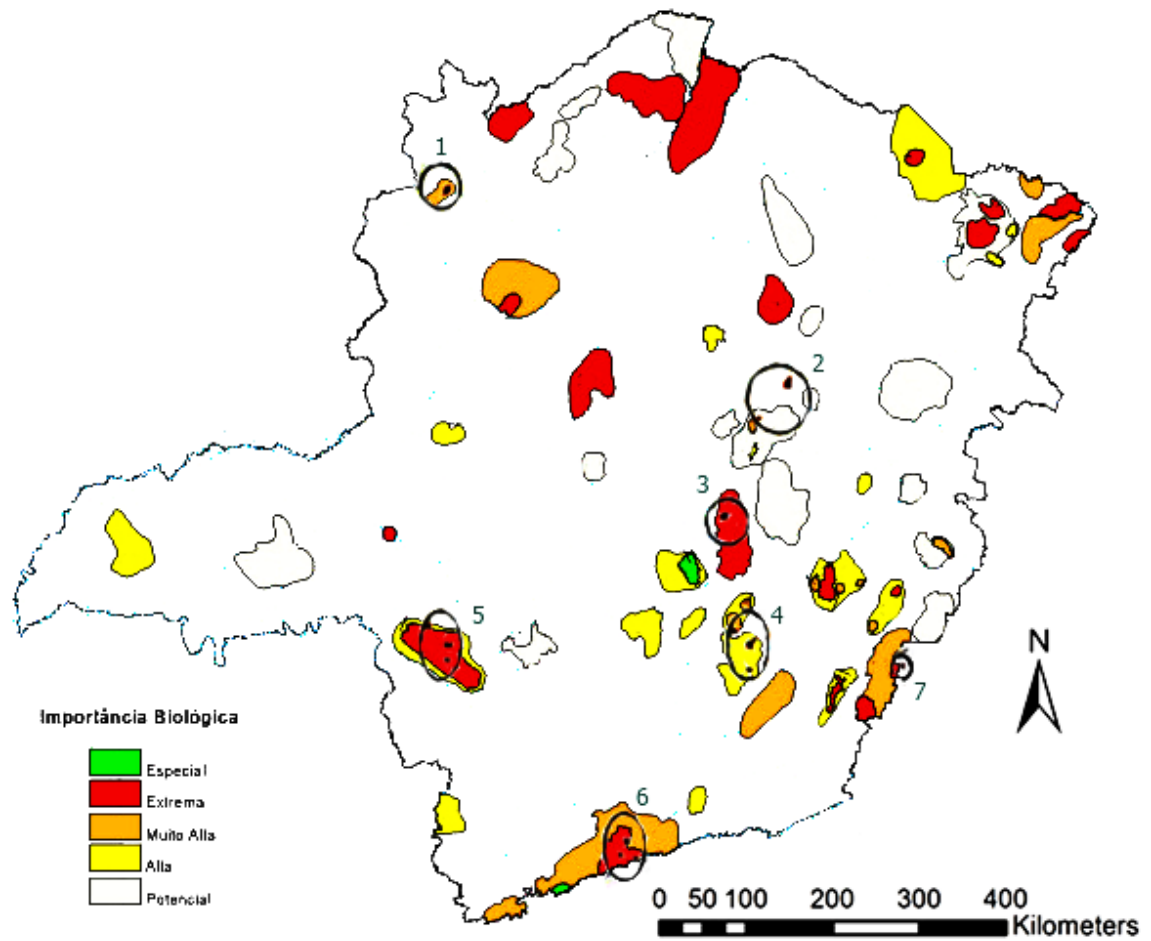 1
2
3
4
5
6
7
N
Importância Biológica
Especial
Extrema
Muito Alta
Alta
Potencial
0 50 100 200 300 400
Kilometers